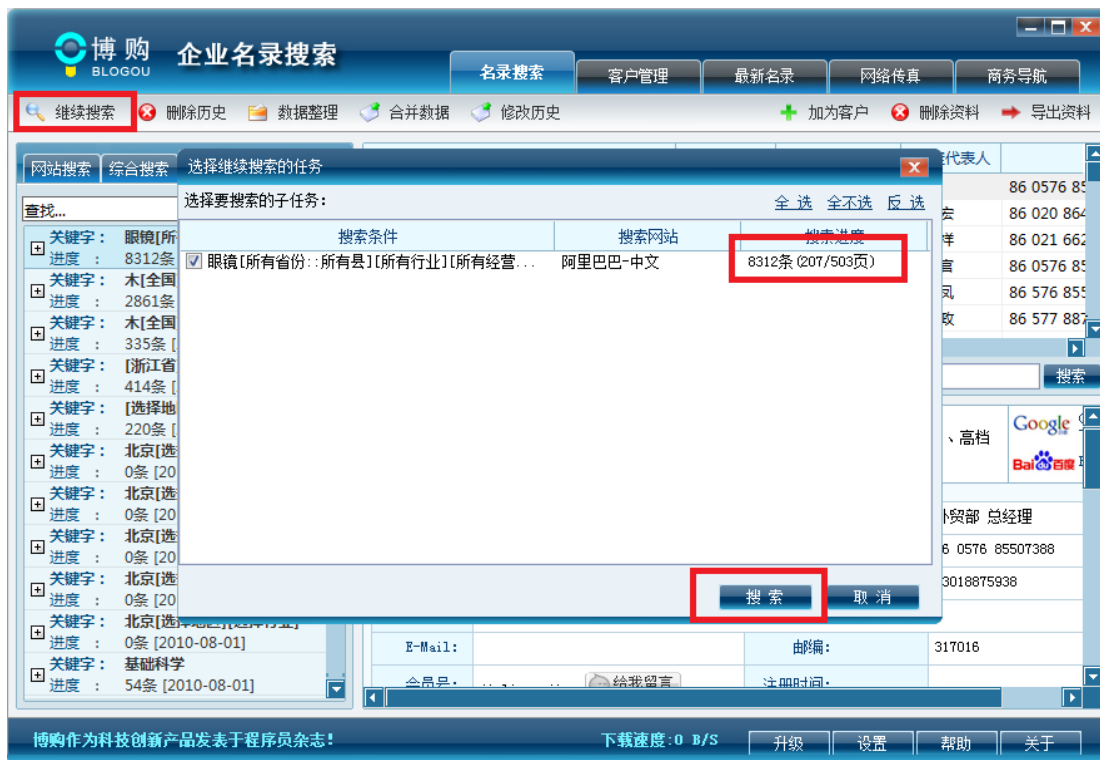 博购
BLOGOU
企业名录搜索
名录搜索
客户管理
最新名录
网络传真
商务导航
继续搜索
删除历史
数据整理
合并数据
修改历史
加为客户
删除资料
导出资料
网站搜索
综合搜索
查找...
关键字： 眼镜[所
进度 ： 8312条
关键字： 木[全国
进度 ： 2861条
关键字： 木[全国
进度 ： 335条 [
关键字： [浙江省
进度 ： 414条 [
关键字： [选择地
进度 ： 220条 [
关键字： 北京[选
进度 ： 0条 [20
关键字： 北京[选
进度 ： 0条 [20
关键字： 北京[选
进度 ： 0条 [20
关键字： 北京[选
进度 ： 0条 [20
关键字： 北京[选择地区][选择行业]
进度 ： 0条 [2010-08-01]
关键字： 基础科学
进度 ： 54条 [2010-08-01]
选择继续搜索的任务
选择要搜索的子任务:
全 选
全不选
反 选
搜索条件
搜索网站
搜索进度
眼镜[所有省份::所有县][所有行业][所有经营...
阿里巴巴-中文
8312条(207/503页)
搜 索
取 消
代表人
86 0576 85
86 020 864
86 021 662
86 0576 85
86 576 855
86 577 887
搜索
、高档
Google
Bai百度
外贸部 总经理
6 0576 85507388
3018875938
E-Mail:
邮编:
317016
会员号:
给我留言
注册时间:
博购作为科技创新产品发表于程序员杂志!
下载速度:0 B/S
升级
设置
帮助
关于